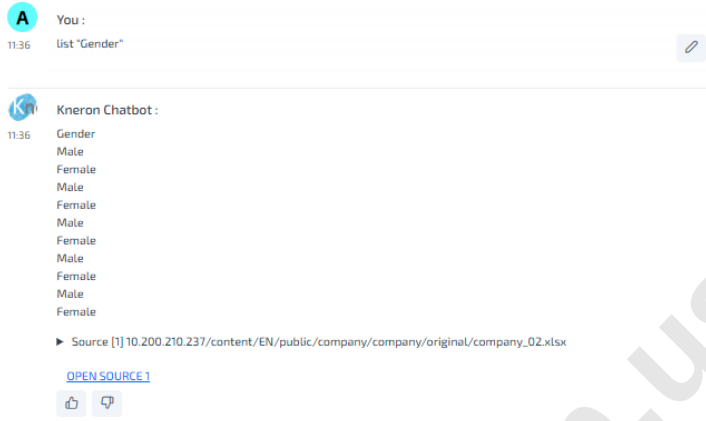 A
You :
11:36
list "Gender"
Kn
Kneron Chatbot :
11:36
Gender
Male
Female
Male
Female
Male
Female
Male
Female
Male
Female
▶ Source [1] 10.200.210.237/content/EN/public/company/company/original/company_02.xlsx
OPEN SOURCE 1